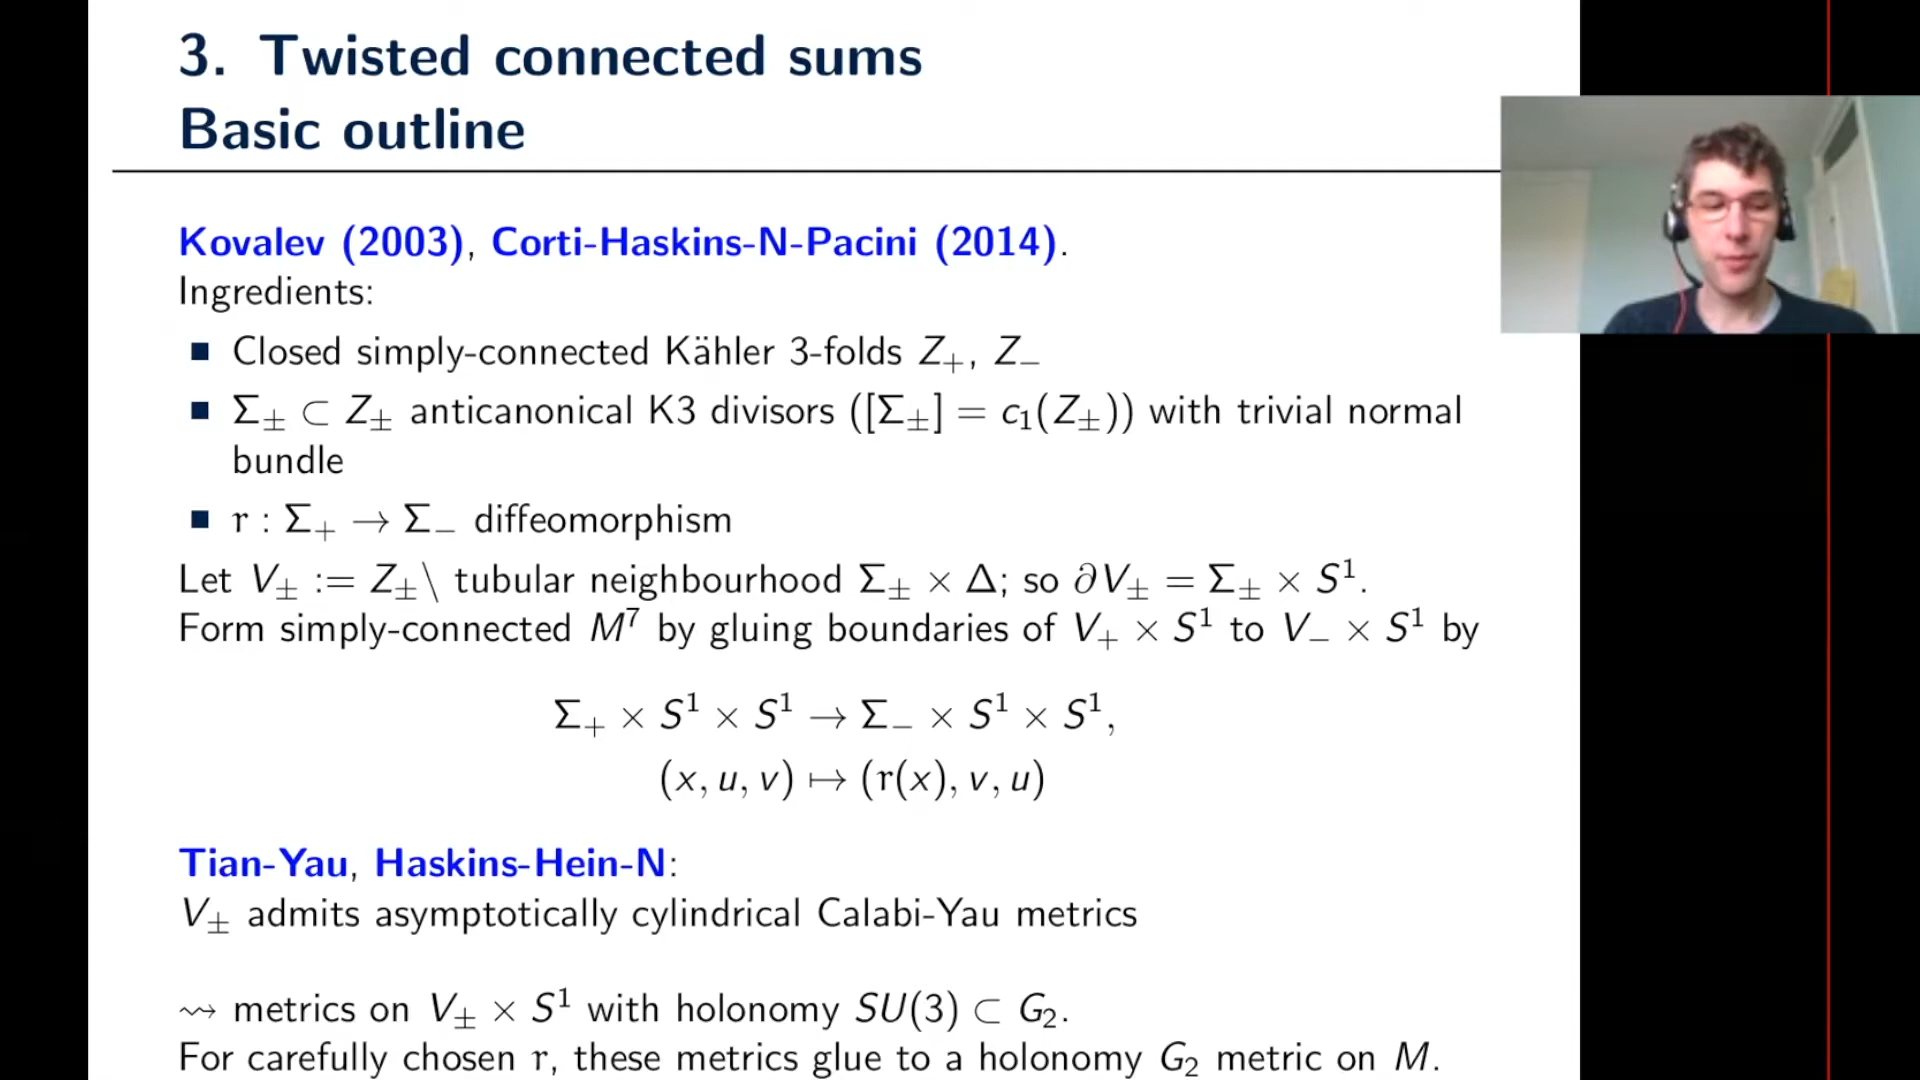 3. Twisted connected sums
Basic outline
Kovalev (2003), Corti-Haskins-N-Pacini (2014).
Ingredients:
■ Closed simply-connected Kähler 3-folds Z₊, Z₋
■ Σ± ⊂ Z± anticanonical K3 divisors ([Σ±] = c₁(Z±)) with trivial normal
bundle
■ r : Σ₊ → Σ₋ diffeomorphism
Let V± := Z±\ tubular neighbourhood Σ± × Δ; so ∂V± = Σ± × S¹.
Form simply-connected M⁷ by gluing boundaries of V₊ × S¹ to V₋ × S¹ by
Σ₊ × S¹ × S¹ → Σ₋ × S¹ × S¹,
(x, u, v) ↦ (r(x), v, u)
Tian-Yau, Haskins-Hein-N:
V± admits asymptotically cylindrical Calabi-Yau metrics
⇝ metrics on V± × S¹ with holonomy SU(3) ⊂ G₂.
For carefully chosen r, these metrics glue to a holonomy G₂ metric on M.